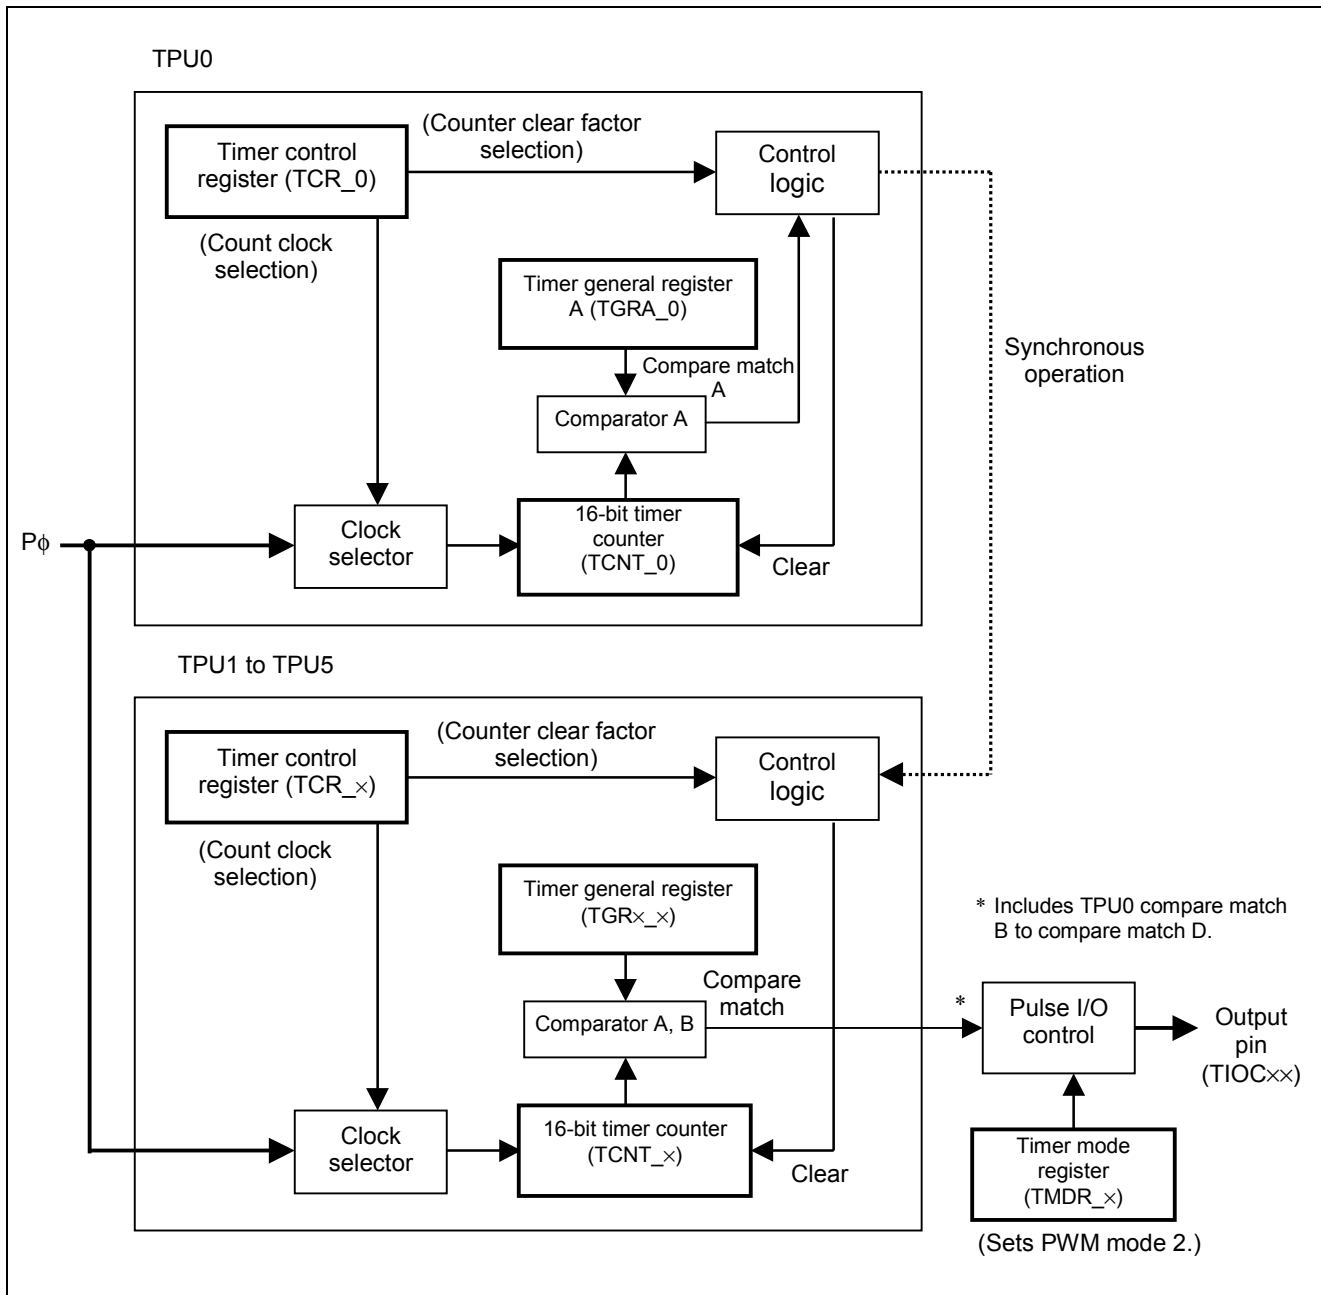 TPU0
Timer control
register (TCR_0)
(Counter clear factor
selection)
Control
logic
(Count clock
selection)
Timer general register
A (TGRA_0)
Compare match
A
Comparator A
Synchronous
operation
Pϕ
Clock
selector
16-bit timer
counter
(TCNT_0)
Clear
TPU1 to TPU5
Timer control
register (TCR_×)
(Counter clear factor
selection)
Control
logic
(Count clock
selection)
Timer general register
(TGR×_×)
Compare
match
Comparator A, B
* Includes TPU0 compare match
B to compare match D.
*
Pulse I/O
control
Output
pin
(TIOC××)
Clock
selector
16-bit timer counter
(TCNT_×)
Clear
Timer mode
register
(TMDR_×)
(Sets PWM mode 2.)